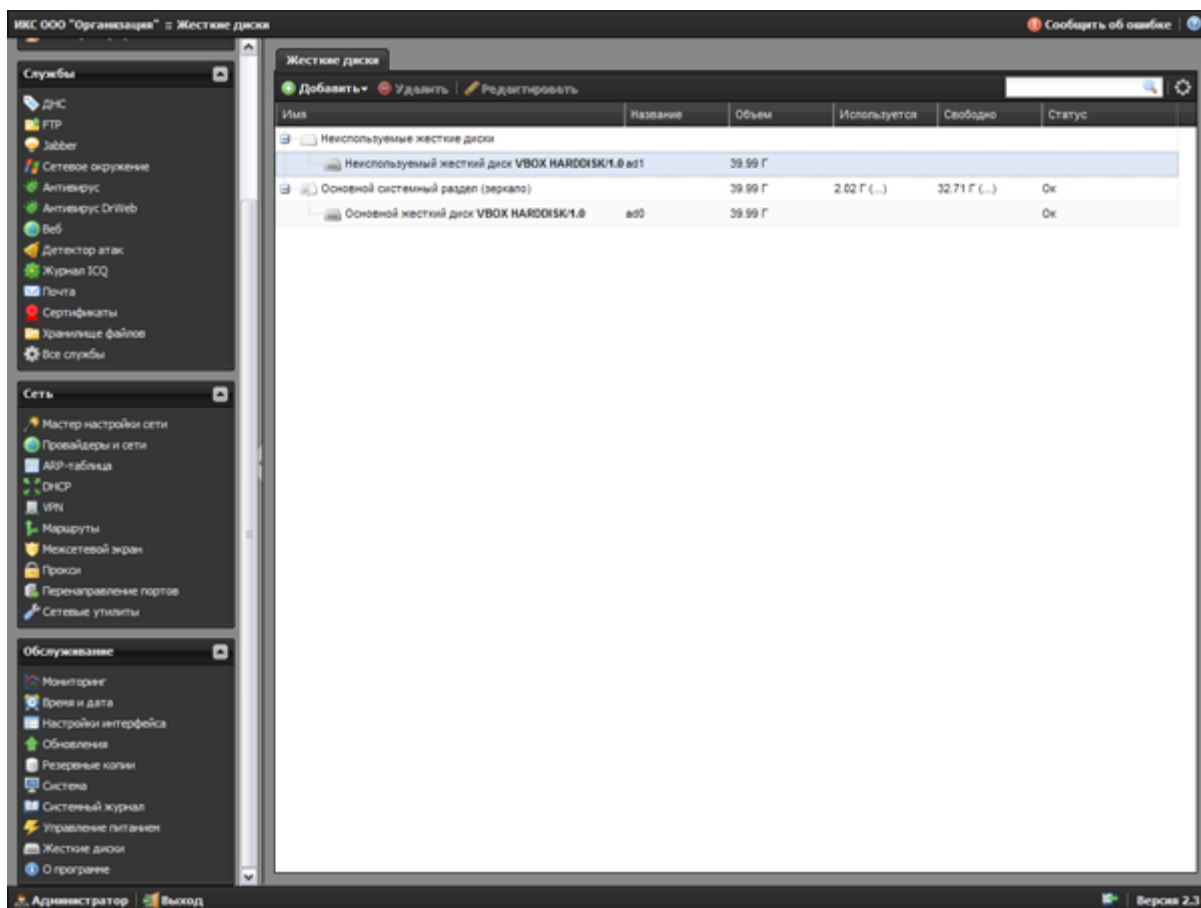 ИКС ООО "Организация" :: Жесткие диски
Сообщить об ошибке
Службы
ДНС
FTP
Jabber
Сетевое окружение
Антивирус
Антивирус DrWeb
Веб
Детектор атак
Журнал ICQ
Почта
Сертификаты
Хранилище файлов
Все службы
Сеть
Мастер настройки сети
Провайдеры и сети
ARP-таблица
DHCP
VPN
Маршруты
Межсетевой экран
Прокси
Перенаправление портов
Сетевые утилиты
Обслуживание
Мониторинг
Время и дата
Настройки интерфейса
Обновления
Резервные копии
Система
Системный журнал
Управление питанием
Жесткие диски
О программе
Жесткие диски
Добавить Удалить Редактировать
Имя Название Объем Используется Свободно Статус
Неиспользуемые жесткие диски
Неиспользуемый жесткий диск VBOX HARDDISK/1.0 ad1 39.99 Г
Основной системный раздел (зеркало) 39.99 Г 2.02 Г (...) 32.71 Г (...) Ок
Основной жесткий диск VBOX HARDDISK/1.0 ad0 39.99 Г Ок
Администратор Выход
Версия 2.3